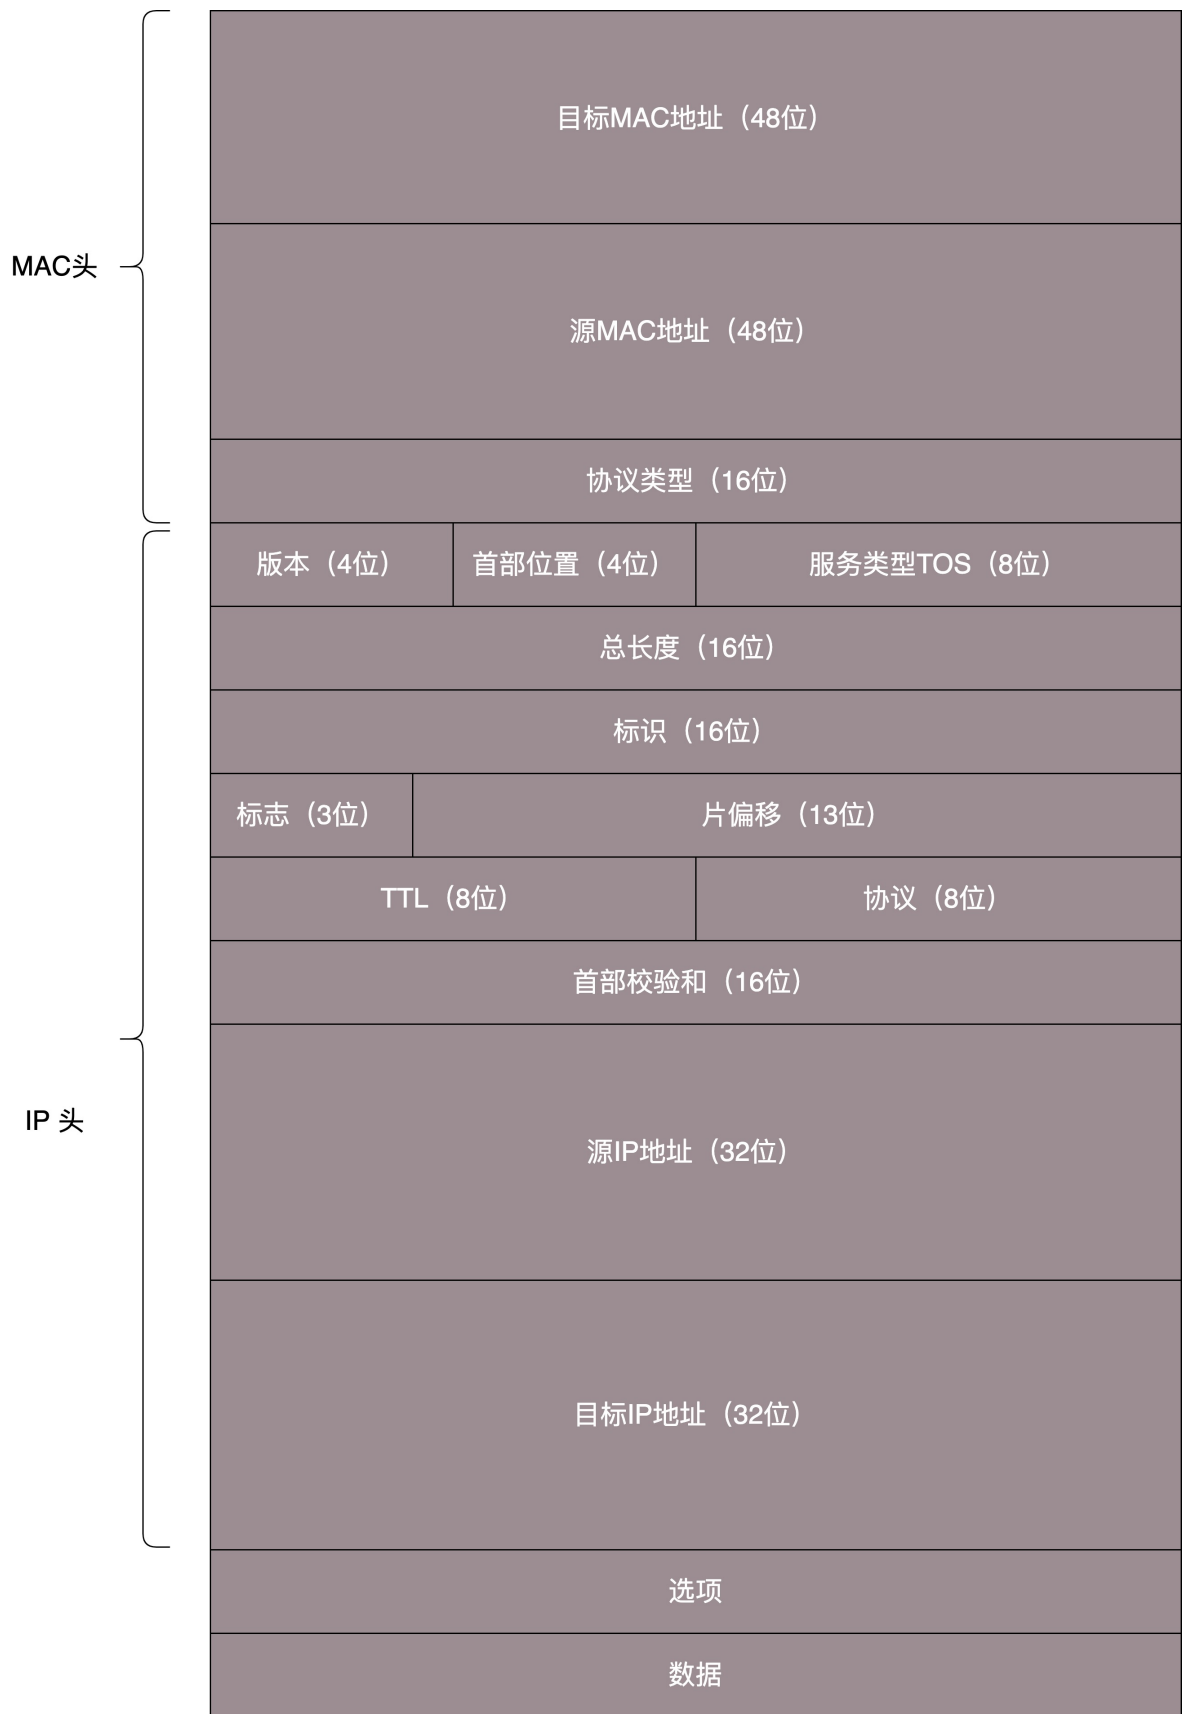 目标MAC地址（48位）
MAC头
源MAC地址（48位）
协议类型（16位）
版本（4位）
首部位置（4位）
服务类型TOS（8位）
总长度（16位）
标识（16位）
标志（3位）
片偏移（13位）
TTL（8位）
协议（8位）
首部校验和（16位）
IP 头
源IP地址（32位）
目标IP地址（32位）
选项
数据